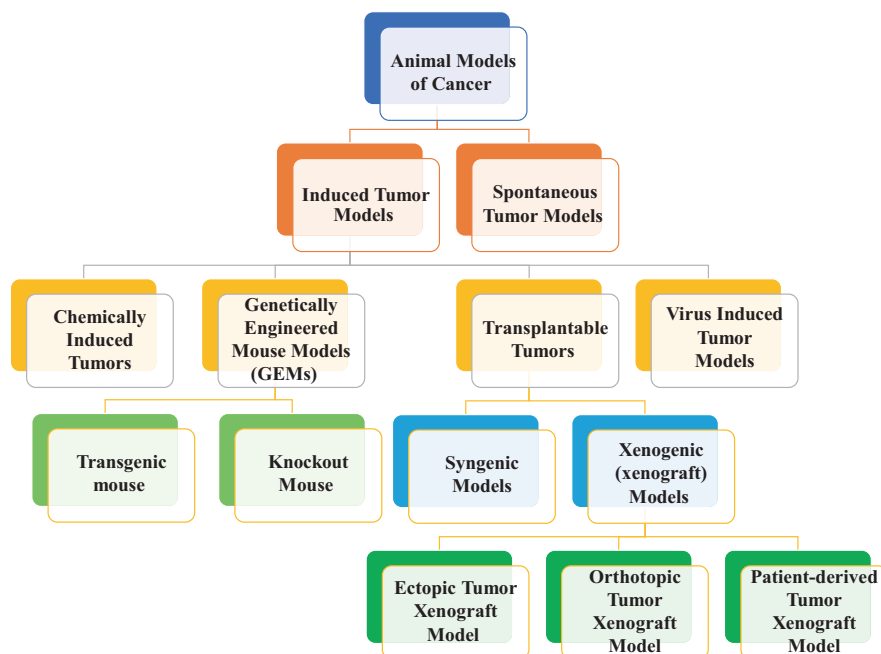 Animal Models
of Cancer
Induced Tumor
Models
Spontaneous
Tumor Models
Chemically
Induced
Tumors
Genetically
Engineered
Mouse Models
(GEMs)
Transplantable
Tumors
Virus Induced
Tumor
Models
Transgenic
mouse
Knockout
Mouse
Syngenic
Models
Xenogenic
(xenograft)
Models
Ectopic Tumor
Xenograft
Model
Orthotopic
Tumor
Xenograft
Model
Patient-derived
Tumor
Xenograft
Model